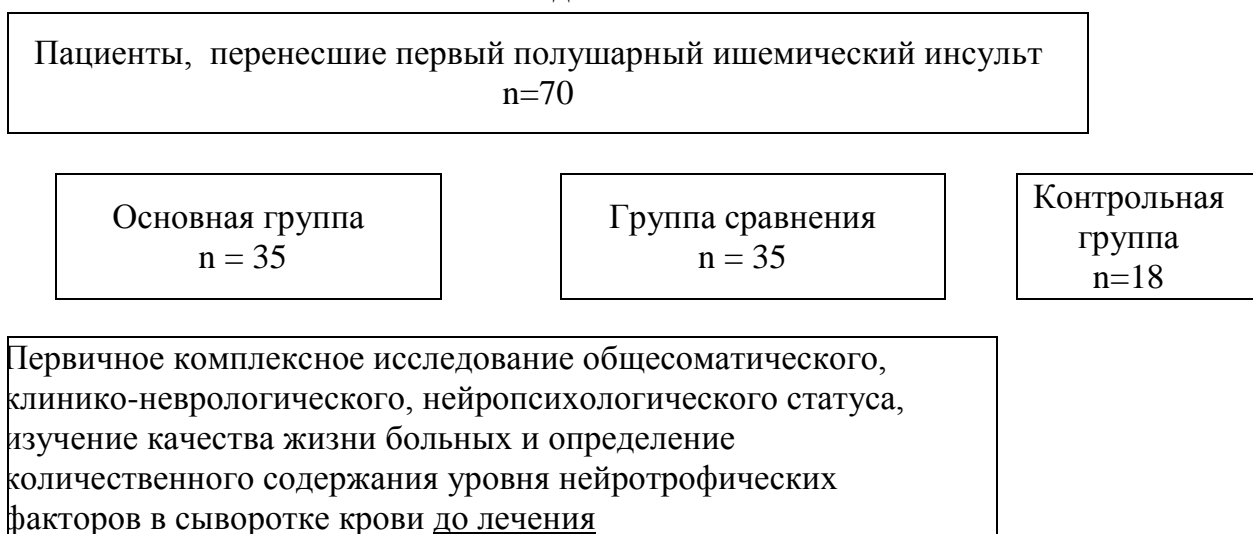 Пациенты, перенесшие первый полушарный ишемический инсульт
n=70
Основная группа
n = 35
Группа сравнения
n = 35
Контрольная
группа
n=18
Первичное комплексное исследование общесоматического,
клинико-неврологического, нейропсихологического статуса,
изучение качества жизни больных и определение
количественного содержания уровня нейротрофических
факторов в сыворотке крови до лечения